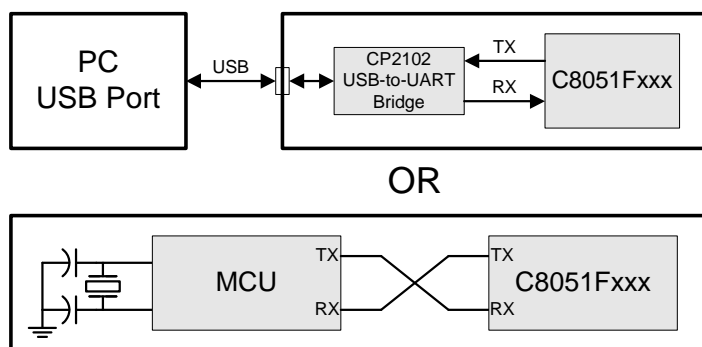 PC
USB Port
USB
CP2102
USB-to-UART
Bridge
TX
RX
C8051Fxxx
OR
MCU
TX
RX
TX
RX
C8051Fxxx